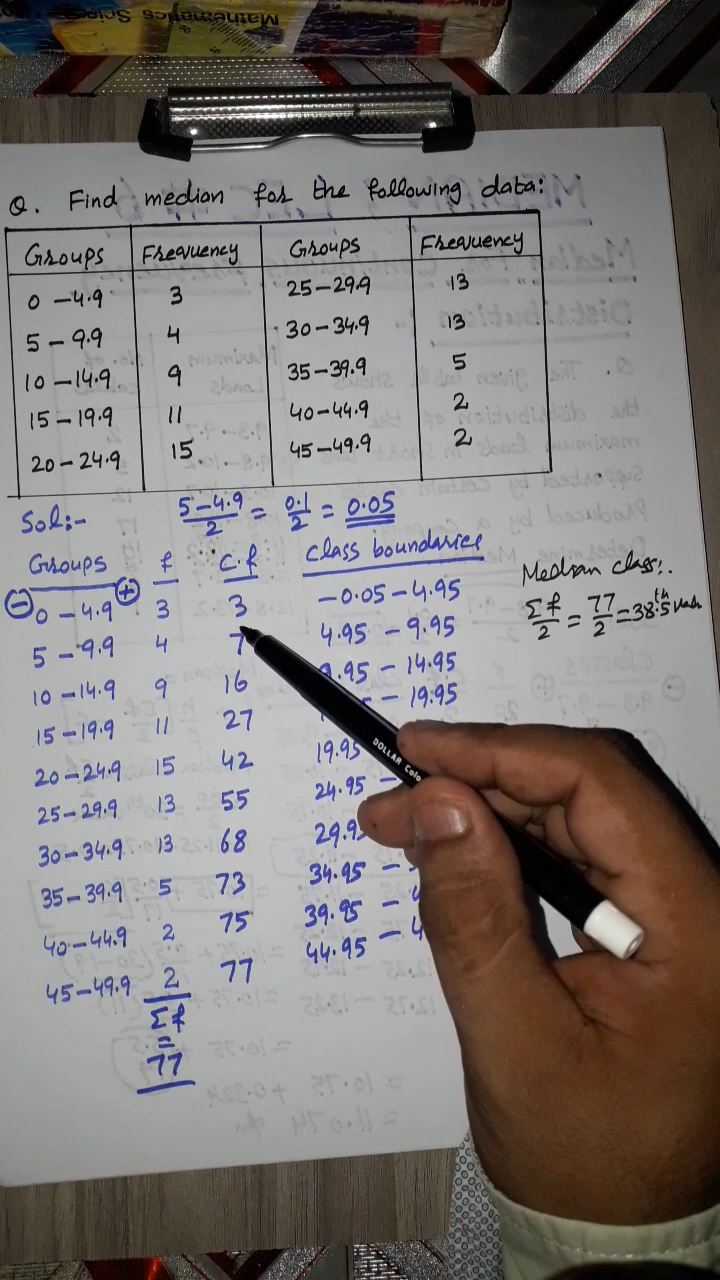 Mathematics Scien
Q. Find median for the following data:
Groups Frequency Groups Frequency
0 – 4.9 3 25 – 29.9 13
5 – 9.9 4 30 – 34.9 13
10 – 14.9 9 35 – 39.9 5
15 – 19.9 11 40 – 44.9 2
20 – 24.9 15 45 – 49.9 2
Sol:- 5 – 4.9 / 2 = 0.1 / 2 = 0.05
Groups f C.f Class boundaries
Median class:.
⊖ 0 – 4.9 ⊕ 3 3 – 0.05 – 4.95
Σf / 2 = 77 / 2 = 38.5th
5 – 9.9 4 7 4.95 – 9.95
10 – 14.9 9 16 .95 – 14.95
15 – 19.9 11 27 – 19.95
20 – 24.9 15 42 19.95
25 – 29.9 13 55 24.95 –
30 – 34.9 13 68 29.9
35 – 39.9 5 73 34.95 –
40 – 44.9 2 75 39.95 –
45 – 49.9 2 77 44.95 – 4
Σf
=
77
DOLLAR Colo